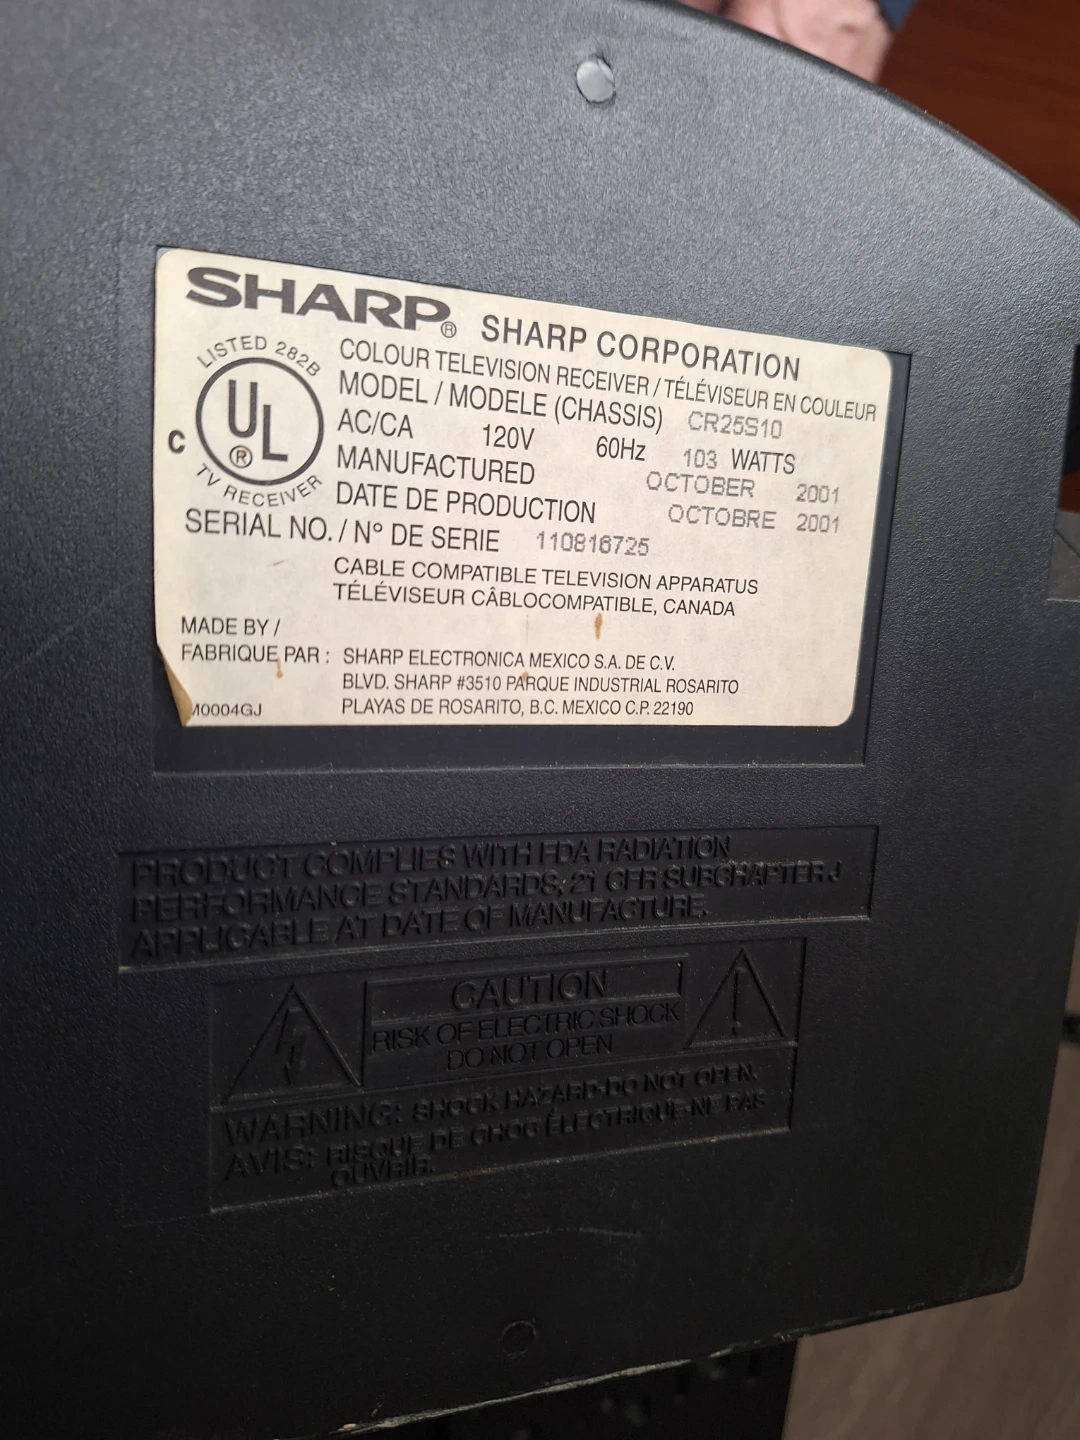 SHARP® SHARP CORPORATION
LISTED 282B
C UL ®
TV RECEIVER
COLOUR TELEVISION RECEIVER / TÉLÉVISEUR EN COULEUR
MODEL / MODELE (CHASSIS) CR25S10
AC/CA 120V 60Hz 103 WATTS
MANUFACTURED OCTOBER 2001
DATE DE PRODUCTION OCTOBRE 2001
SERIAL NO. / N° DE SERIE 110816725
CABLE COMPATIBLE TELEVISION APPARATUS
TÉLÉVISEUR CÂBLOCOMPATIBLE, CANADA
MADE BY /
FABRIQUE PAR : SHARP ELECTRONICA MEXICO S.A. DE C.V.
BLVD. SHARP #3510 PARQUE INDUSTRIAL ROSARITO
PLAYAS DE ROSARITO, B.C. MEXICO C.P. 22190
PRODUCT COMPLIES WITH FDA RADIATION
PERFORMANCE STANDARDS, 21 CFR SUBCHAPTER J
APPLICABLE AT DATE OF MANUFACTURE.
CAUTION
RISK OF ELECTRIC SHOCK
DO NOT OPEN
WARNING: SHOCK HAZARD-DO NOT OPEN.
AVIS: RISQUE DE CHOC ÉLECTRIQUE-NE PAS
OUVRIR.